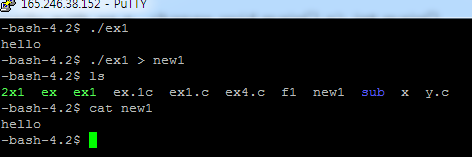 165.246.38.152 - PuTTY
-bash-4.2$ ./ex1
hello
-bash-4.2$ ./ex1 > new1
-bash-4.2$ ls
2x1  ex  ex1  ex.1c  ex1.c  ex4.c  f1  new1  sub  x  y.c
-bash-4.2$ cat new1
hello
-bash-4.2$